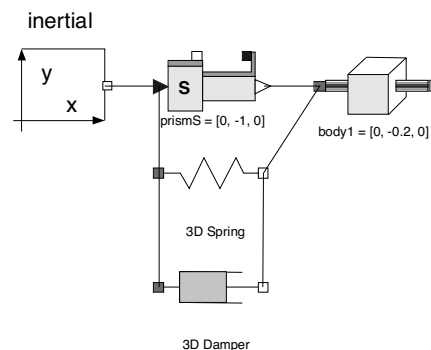 inertial
y
x
S
prismS = [0, -1, 0]
body1 = [0, -0.2, 0]
3D Spring
3D Damper